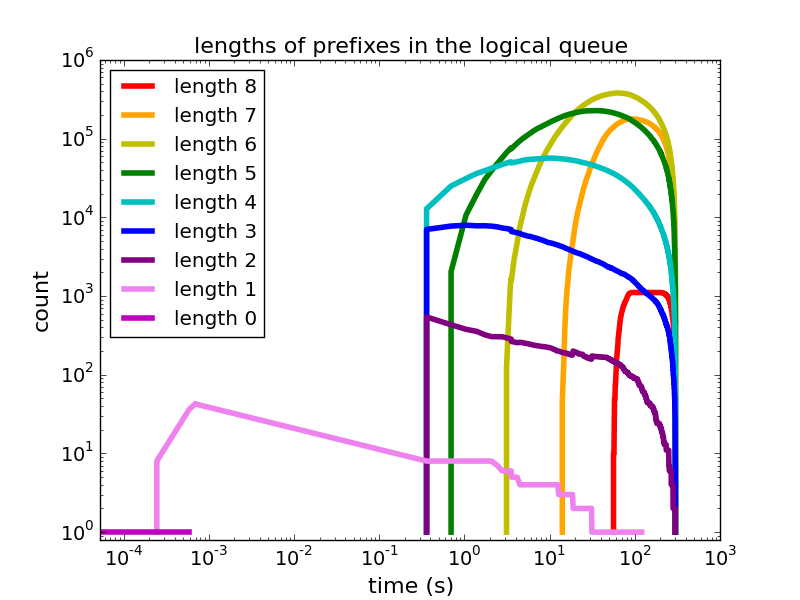 lengths of prefixes in the logical queue
10^6
10^5
10^4
10^3
10^2
10^1
10^0
count
length 8
length 7
length 6
length 5
length 4
length 3
length 2
length 1
length 0
10^-4 10^-3 10^-2 10^-1 10^0 10^1 10^2 10^3
time (s)